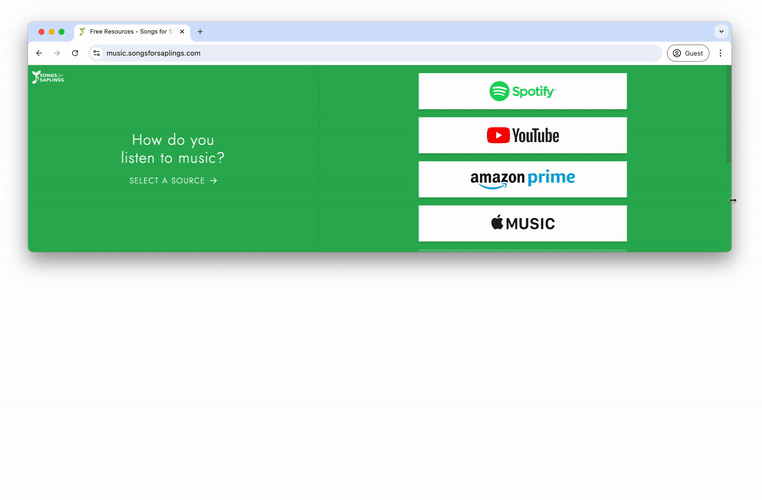 Free Resources - Songs for S
music.songsforsaplings.com
Guest
SONGS for
SAPLINGS
How do you
listen to music?
SELECT A SOURCE →
Spotify
YouTube
amazon prime
MUSIC